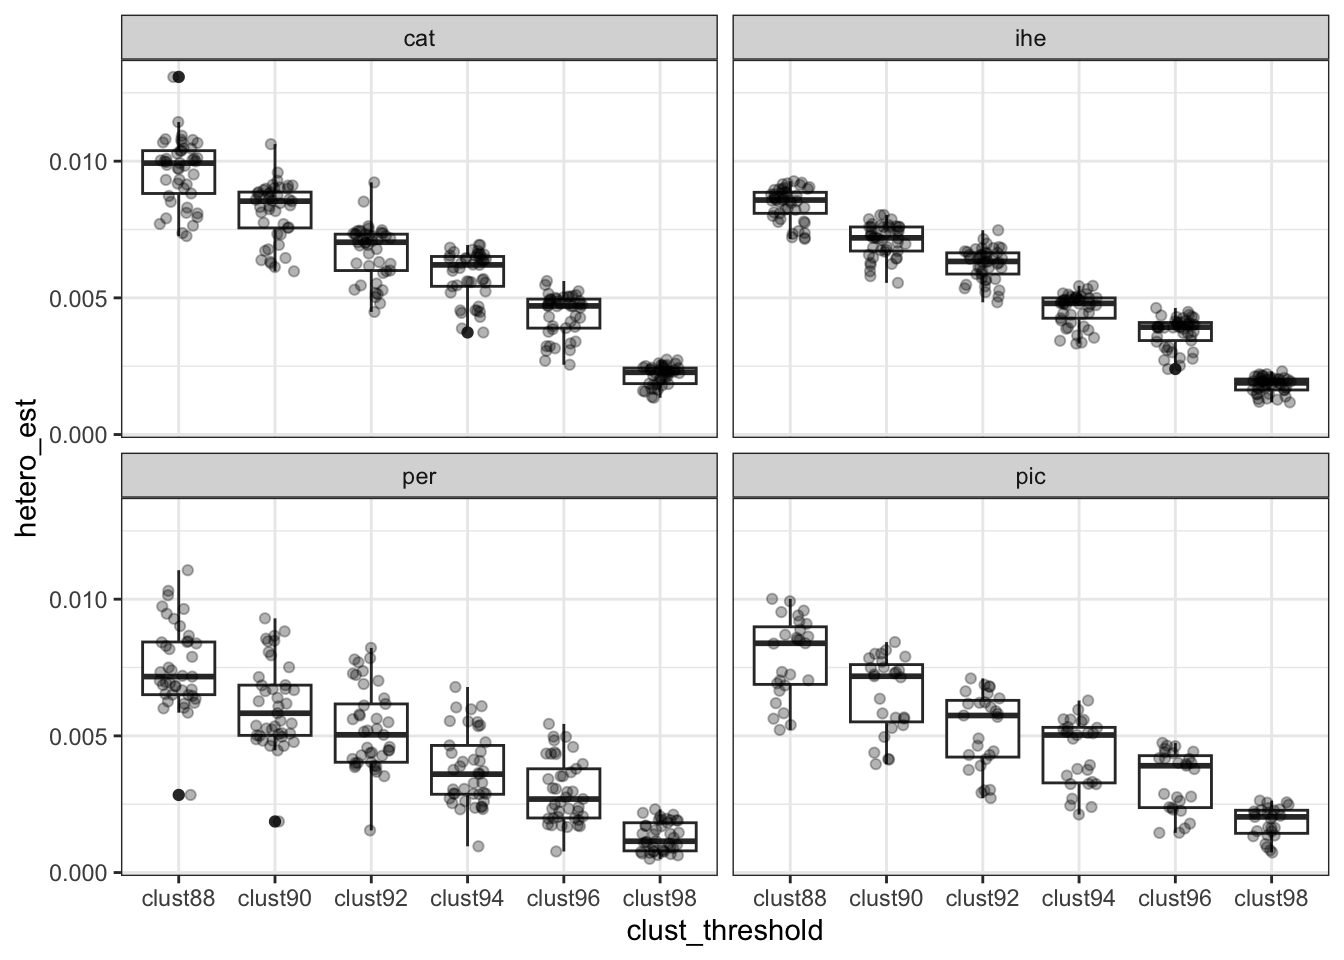 cat
ihe
0.010
0.005
0.000
per
pic
0.010
0.005
0.000
hetero_est
clust88 clust90 clust92 clust94 clust96 clust98 clust88 clust90 clust92 clust94 clust96 clust98
clust_threshold